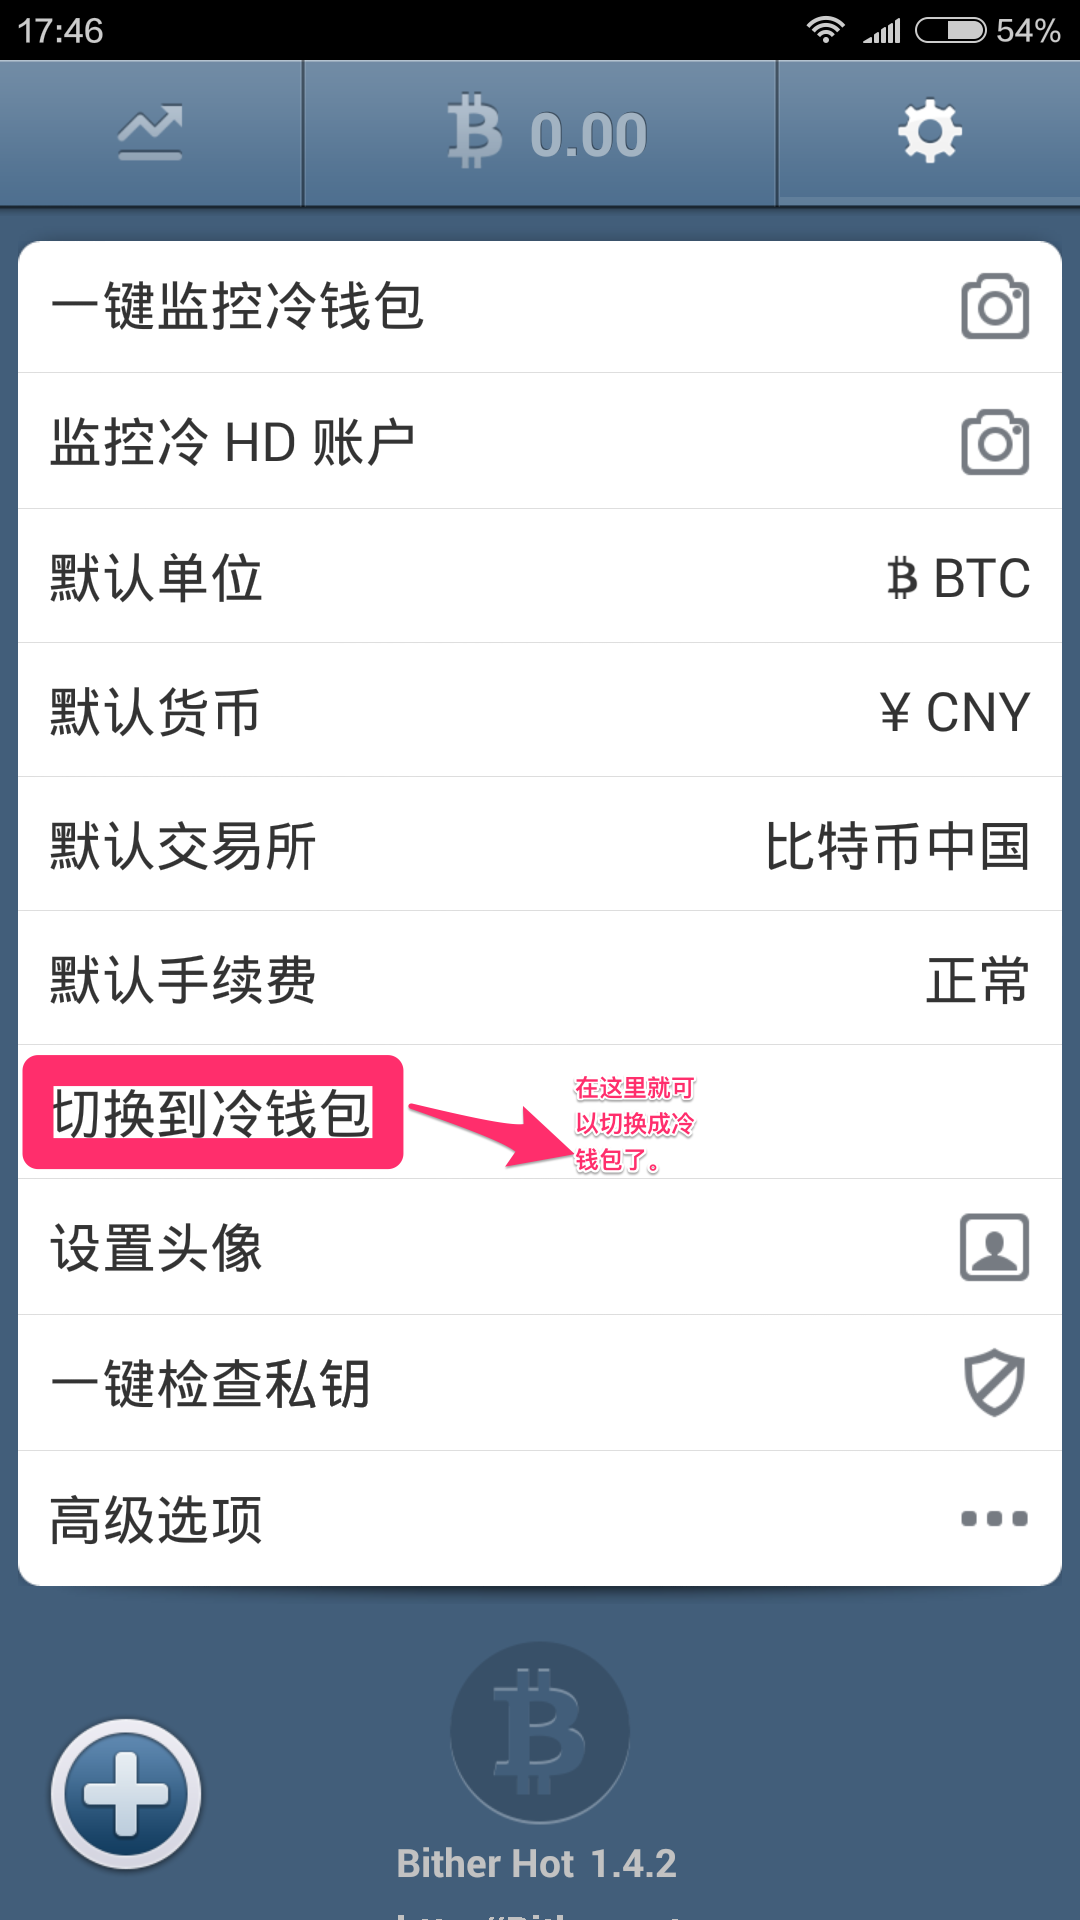 17:46 54%
0.00
一键监控冷钱包
监控冷 HD 账户
默认单位 BTC
默认货币 ¥ CNY
默认交易所 比特币中国
默认手续费 正常
切换到冷钱包
在这里就可
以切换成冷
钱包了。
设置头像
一键检查私钥
高级选项
Bither Hot 1.4.2